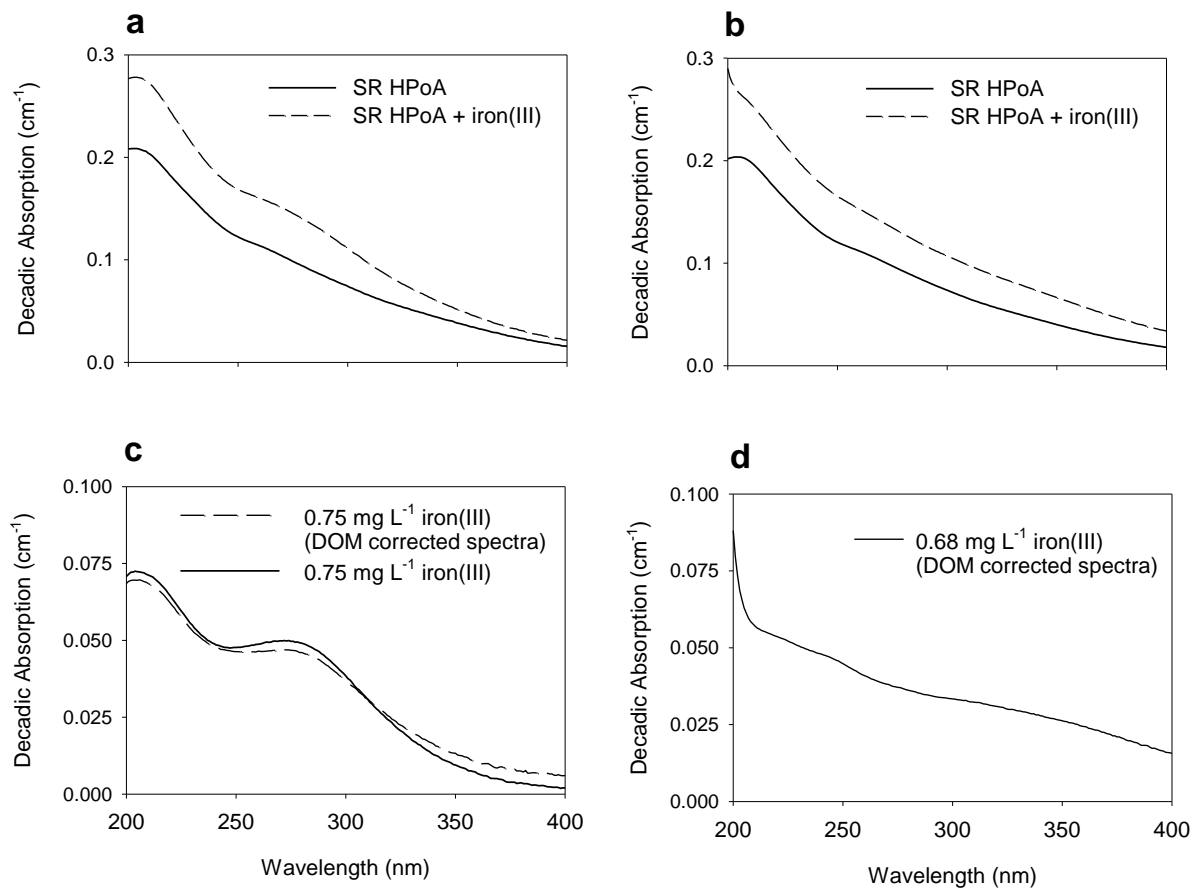 a
Decadic Absorption (cm-1)
0.3
0.2
0.1
0.0
SR HPoA
SR HPoA + iron(III)
b
Decadic Absorption (cm-1)
0.3
0.2
0.1
0.0
SR HPoA
SR HPoA + iron(III)
c
Decadic Absorption (cm-1)
0.100
0.075
0.050
0.025
0.000
0.75 mg L-1 iron(III)
(DOM corrected spectra)
0.75 mg L-1 iron(III)
200 250 300 350 400
Wavelength (nm)
d
Decadic Absorption (cm-1)
0.100
0.075
0.050
0.025
0.000
0.68 mg L-1 iron(III)
(DOM corrected spectra)
200 250 300 350 400
Wavelength (nm)